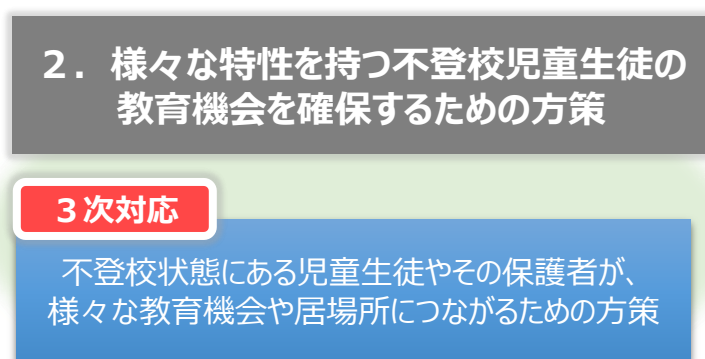 ２．様々な特性を持つ不登校児童生徒の
教育機会を確保するための方策
３次対応
不登校状態にある児童生徒やその保護者が、
様々な教育機会や居場所につながるための方策